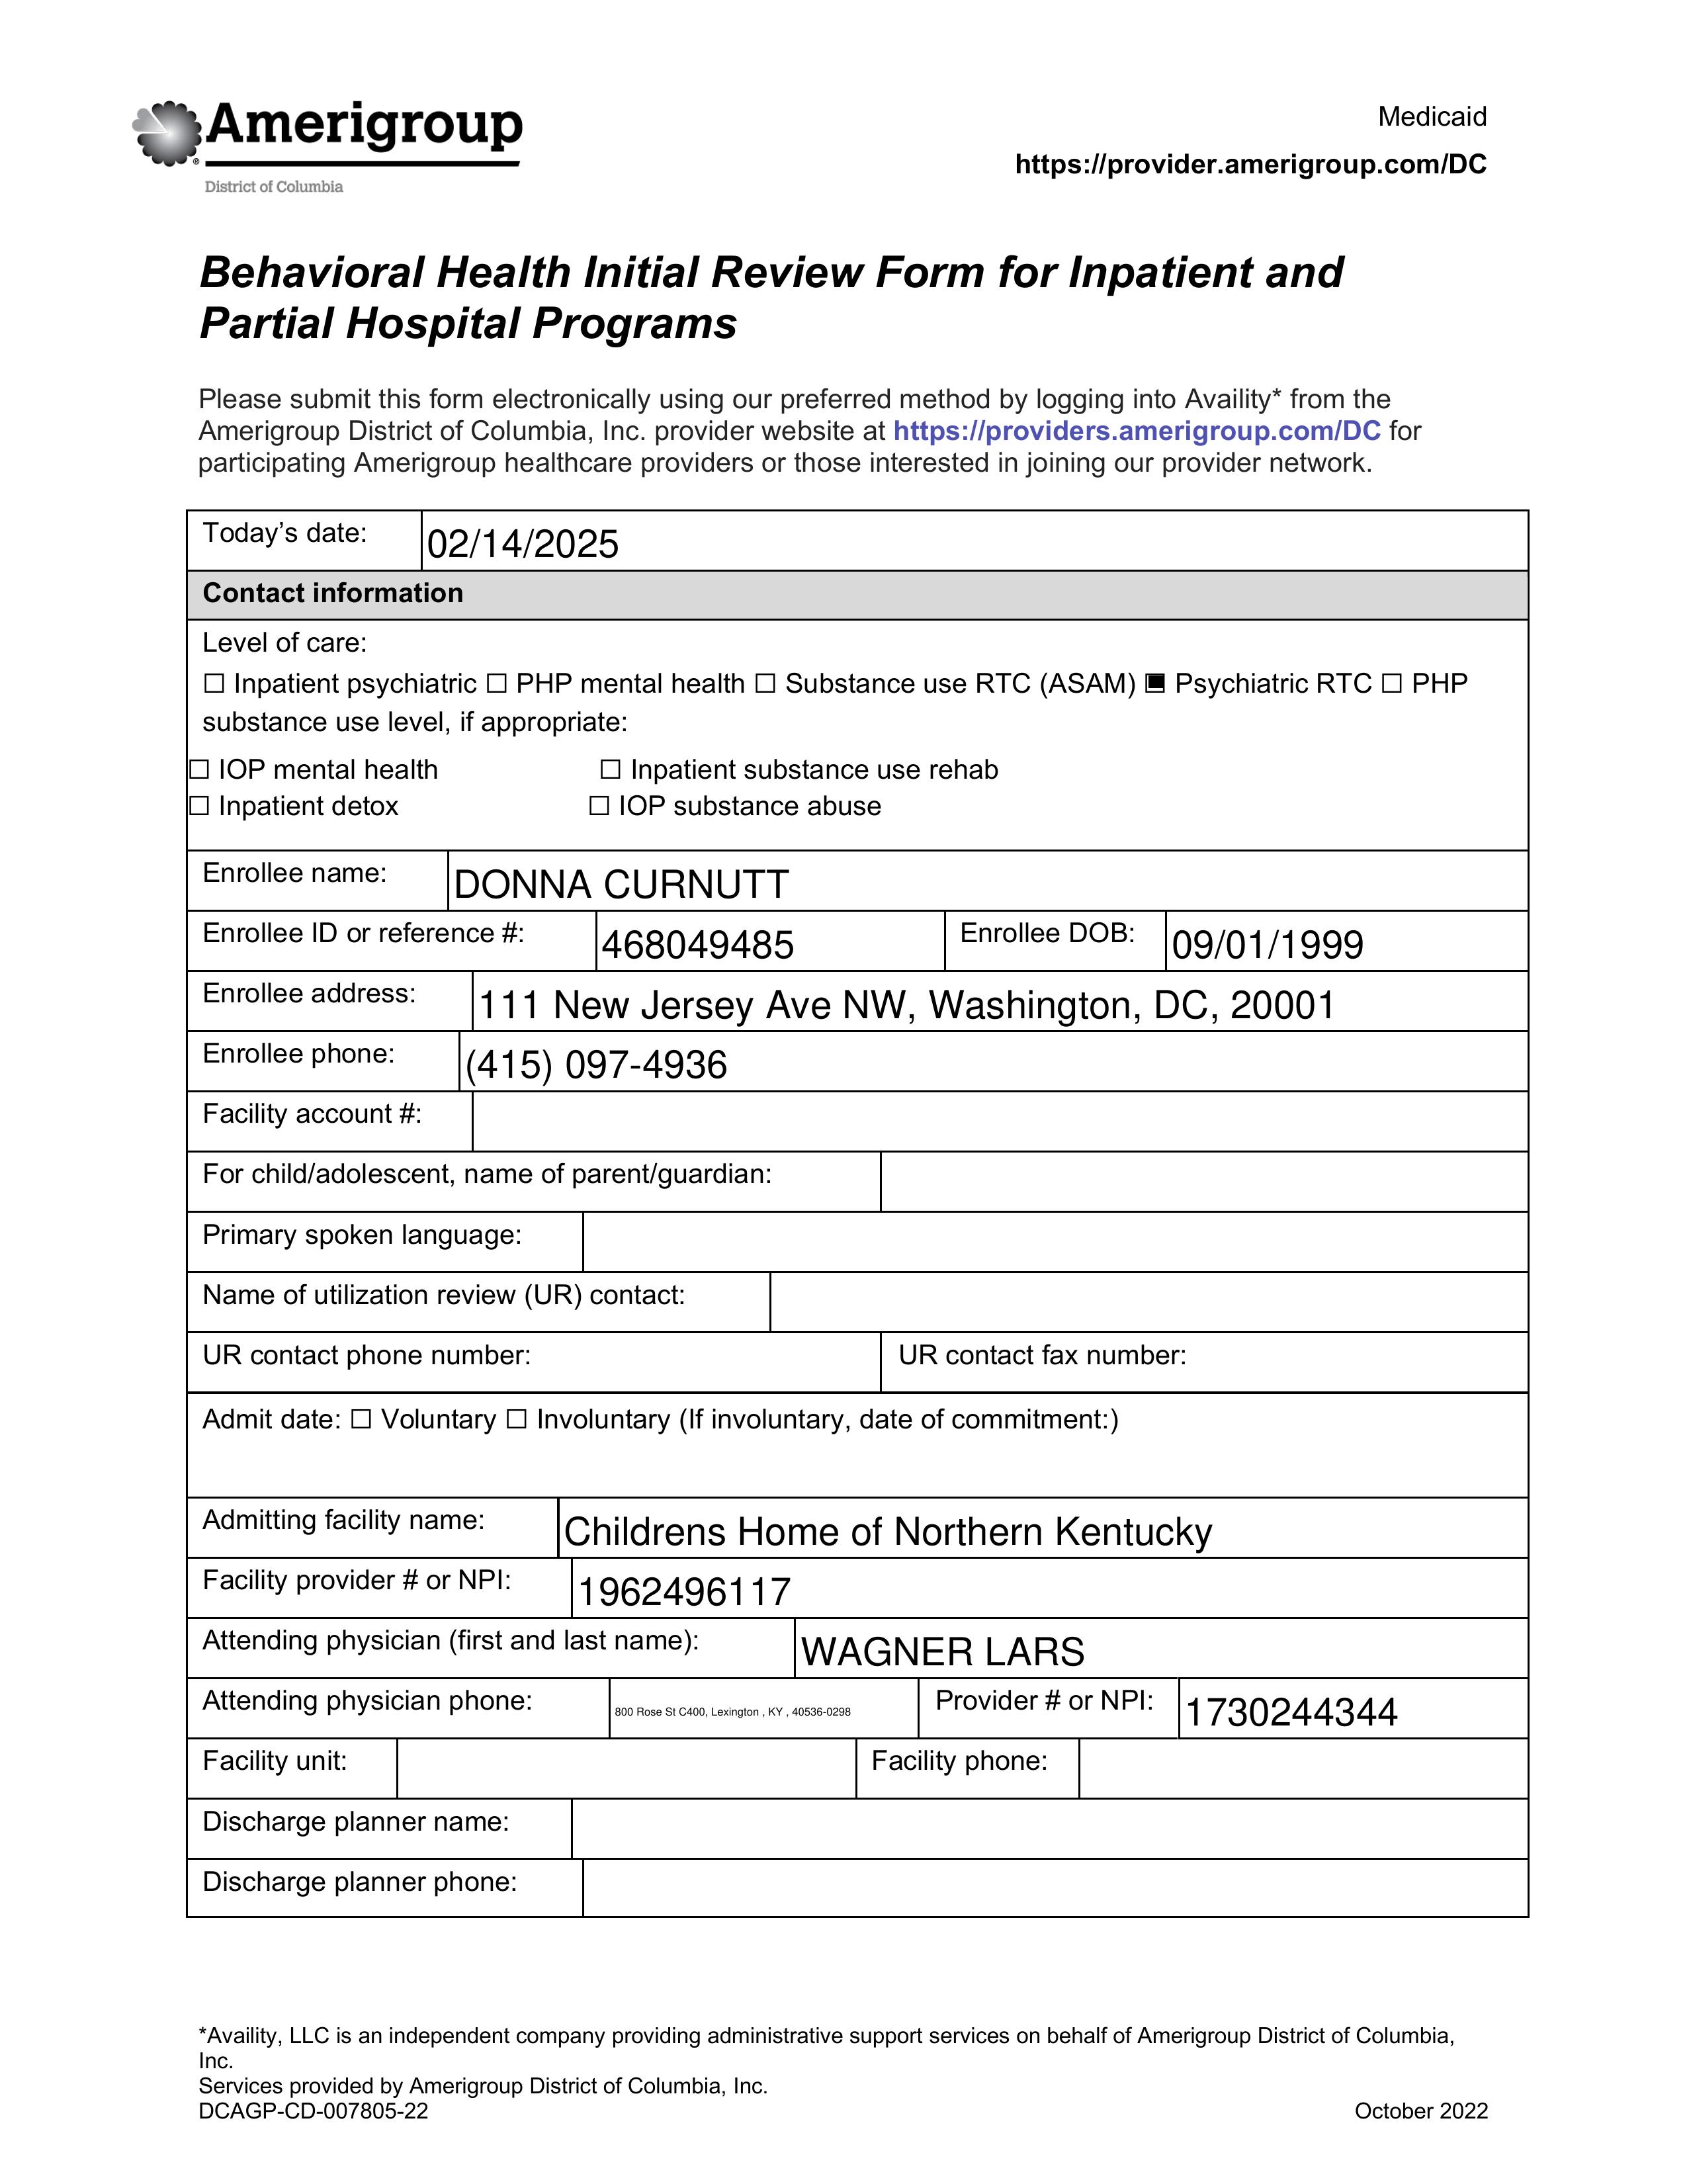 Amerigroup
District of Columbia
Medicaid
https://provider.amerigroup.com/DC
Behavioral Health Initial Review Form for Inpatient and
Partial Hospital Programs
Please submit this form electronically using our preferred method by logging into Availity* from the
Amerigroup District of Columbia, Inc. provider website at https://providers.amerigroup.com/DC for
participating Amerigroup healthcare providers or those interested in joining our provider network.
Today’s date: 02/14/2025
Contact information
Level of care:
☐ Inpatient psychiatric ☐ PHP mental health ☐ Substance use RTC (ASAM) ▣ Psychiatric RTC ☐ PHP
substance use level, if appropriate:
☐ IOP mental health ☐ Inpatient substance use rehab
☐ Inpatient detox ☐ IOP substance abuse
Enrollee name: DONNA CURNUTT
Enrollee ID or reference #: 468049485 Enrollee DOB: 09/01/1999
Enrollee address: 111 New Jersey Ave NW, Washington, DC, 20001
Enrollee phone: (415) 097-4936
Facility account #:
For child/adolescent, name of parent/guardian:
Primary spoken language:
Name of utilization review (UR) contact:
UR contact phone number: UR contact fax number:
Admit date: ☐ Voluntary ☐ Involuntary (If involuntary, date of commitment:)
Admitting facility name: Childrens Home of Northern Kentucky
Facility provider # or NPI: 1962496117
Attending physician (first and last name): WAGNER LARS
Attending physician phone: 800 Rose St C400, Lexington , KY , 40536-0298 Provider # or NPI: 1730244344
Facility unit: Facility phone:
Discharge planner name:
Discharge planner phone:
*Availity, LLC is an independent company providing administrative support services on behalf of Amerigroup District of Columbia,
Inc.
Services provided by Amerigroup District of Columbia, Inc.
DCAGP-CD-007805-22 October 2022